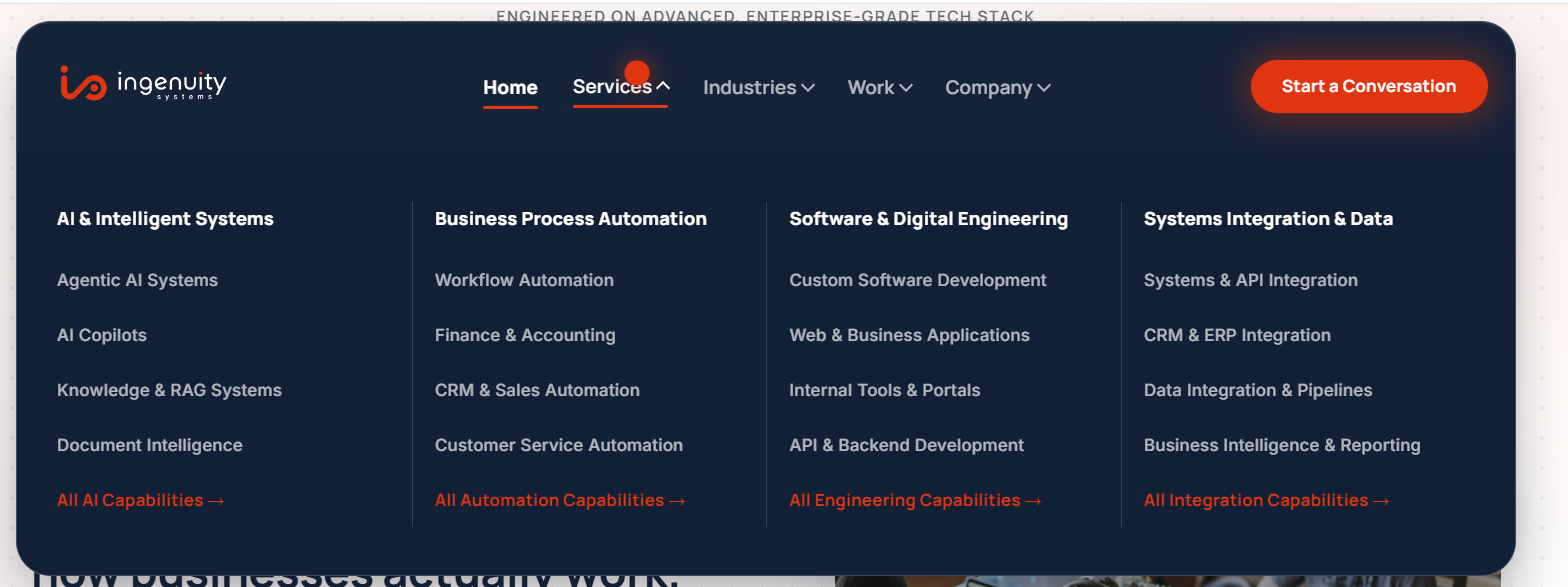 ENGINEERED ON ADVANCED, ENTERPRISE-GRADE TECH STACK
ingenuity
systems
Home
Services
Industries
Work
Company
Start a Conversation
AI & Intelligent Systems
Agentic AI Systems
AI Copilots
Knowledge & RAG Systems
Document Intelligence
All AI Capabilities →
Business Process Automation
Workflow Automation
Finance & Accounting
CRM & Sales Automation
Customer Service Automation
All Automation Capabilities →
Software & Digital Engineering
Custom Software Development
Web & Business Applications
Internal Tools & Portals
API & Backend Development
All Engineering Capabilities →
Systems Integration & Data
Systems & API Integration
CRM & ERP Integration
Data Integration & Pipelines
Business Intelligence & Reporting
All Integration Capabilities →
how businesses actually work.